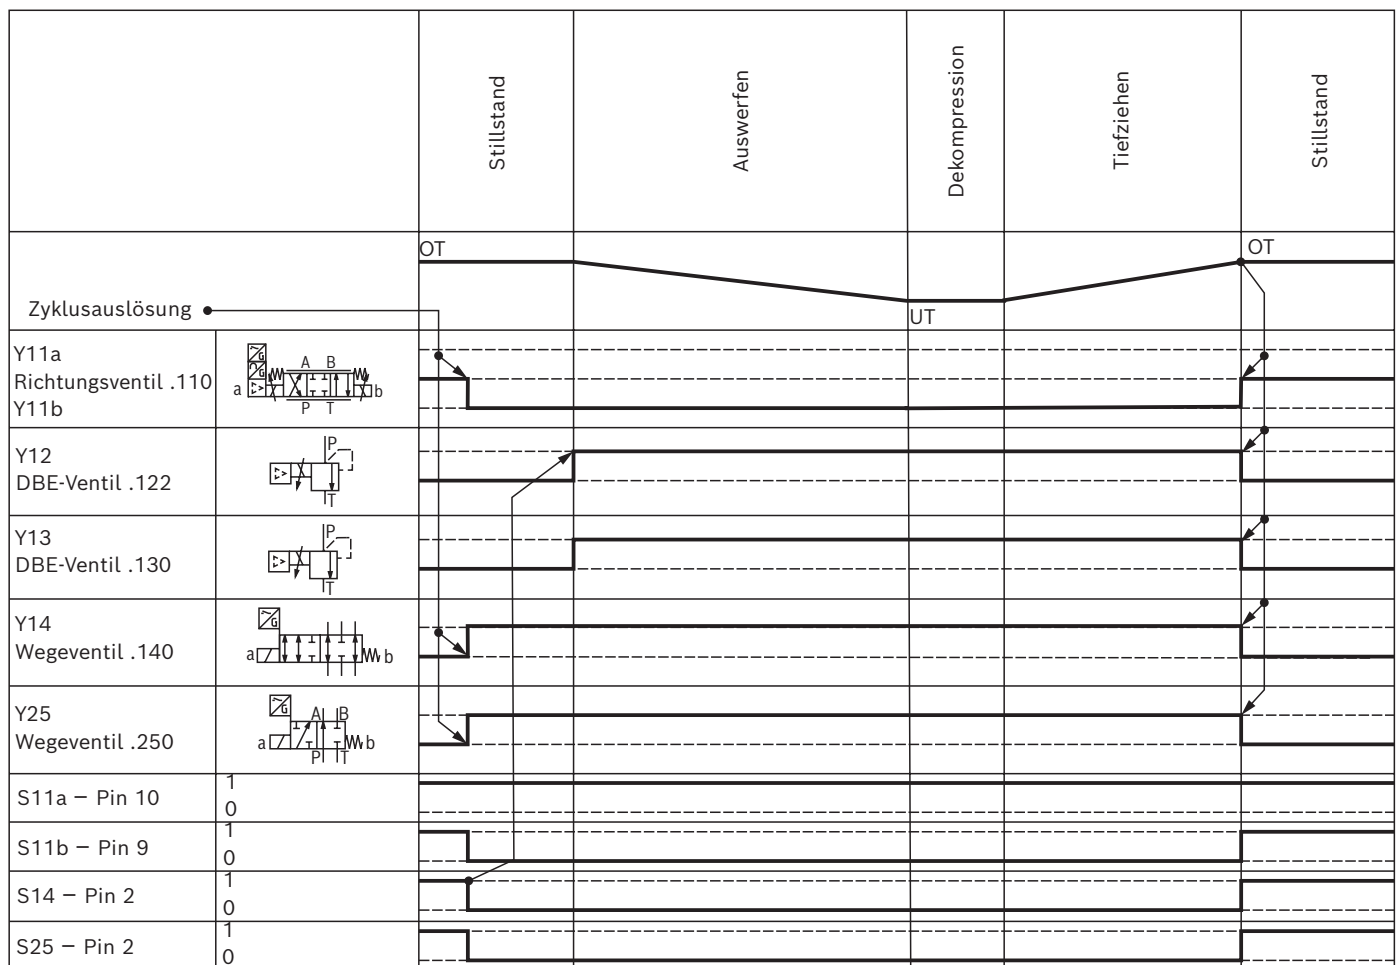 Stillstand
Auswerfen
Dekompression
Tiefziehen
Stillstand
OT
OT
Zyklusauslösung
UT
Y11a
Richtungsventil .110
Y11b
G
G
A B
a
b
P T
Y12
DBE-Ventil .122
P
T
Y13
DBE-Ventil .130
P
T
Y14
Wegeventil .140
G
a
b
Y25
Wegeventil .250
G
A B
a
b
P T
S11a – Pin 10
1
0
S11b – Pin 9
1
0
S14 – Pin 2
1
0
S25 – Pin 2
1
0